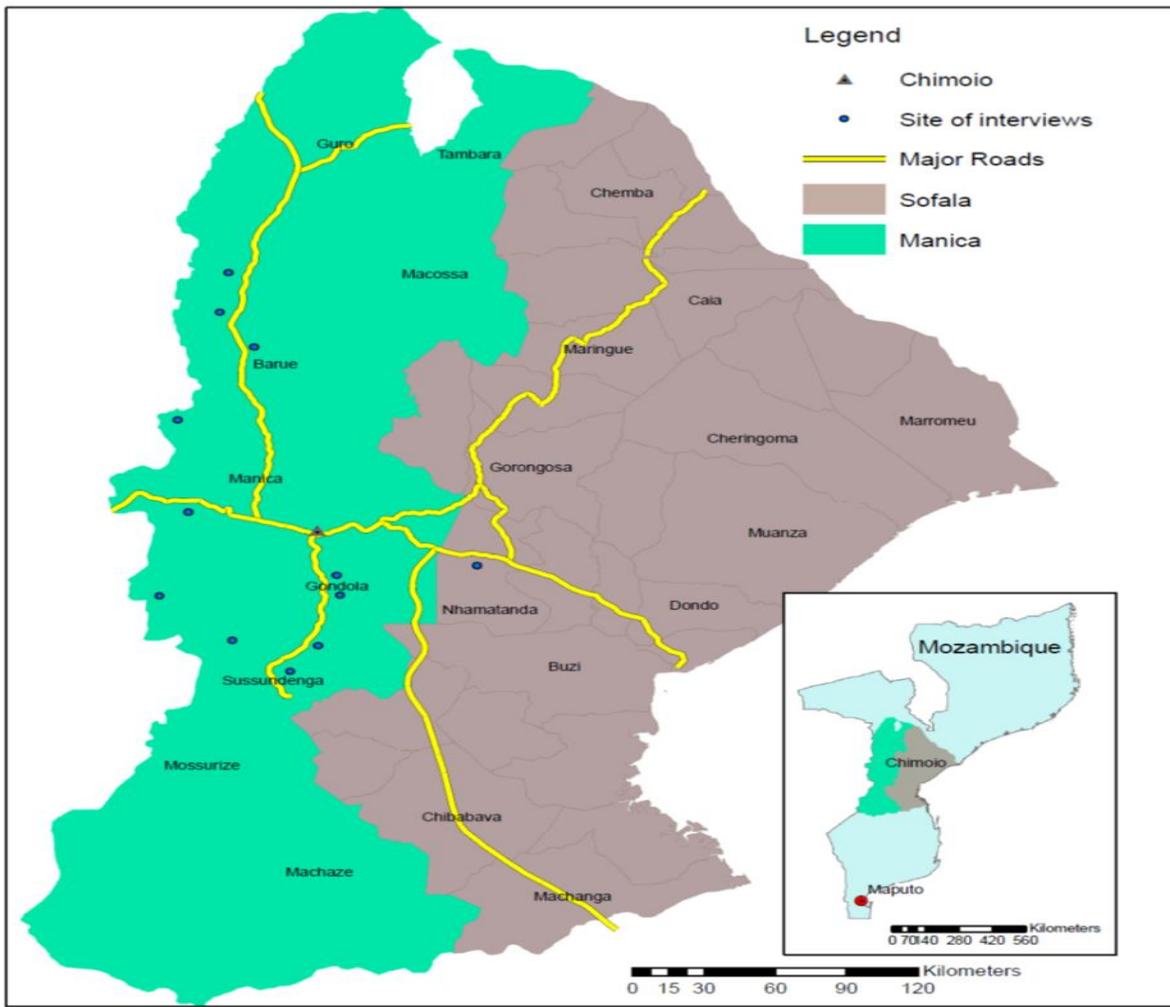 Legend
Chimoio
Site of interviews
Major Roads
Sofala
Manica
Guro
Tambara
Chemba
Macossa
Caia
Maringue
Barue
Marromeu
Cheringoma
Gorongosa
Manica
Muanza
Gondola
Nhamatanda
Dondo
Buzi
Sussundenga
Mossurize
Chibabava
Machaze
Machanga
Mozambique
Chimoio
Maputo
Kilometers
0 70 140 280 420 560
Kilometers
0 15 30 60 90 120